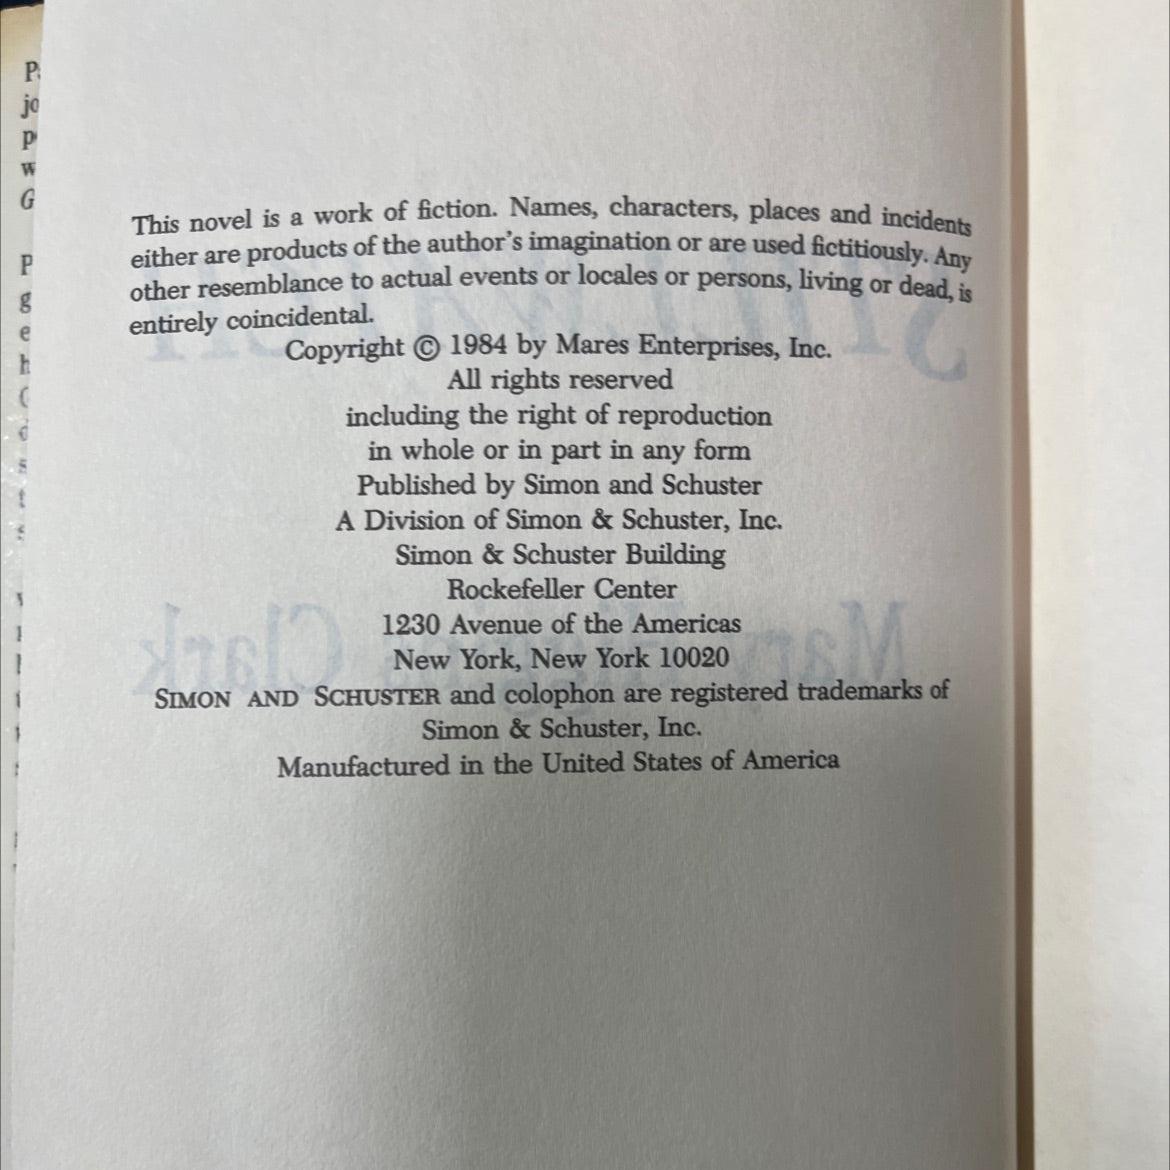 This novel is a work of fiction. Names, characters, places and incidents
either are products of the author's imagination or are used fictitiously. Any
other resemblance to actual events or locales or persons, living or dead, is
entirely coincidental.
Copyright © 1984 by Mares Enterprises, Inc.
All rights reserved
including the right of reproduction
in whole or in part in any form
Published by Simon and Schuster
A Division of Simon & Schuster, Inc.
Simon & Schuster Building
Rockefeller Center
1230 Avenue of the Americas
New York, New York 10020
SIMON AND SCHUSTER and colophon are registered trademarks of
Simon & Schuster, Inc.
Manufactured in the United States of America